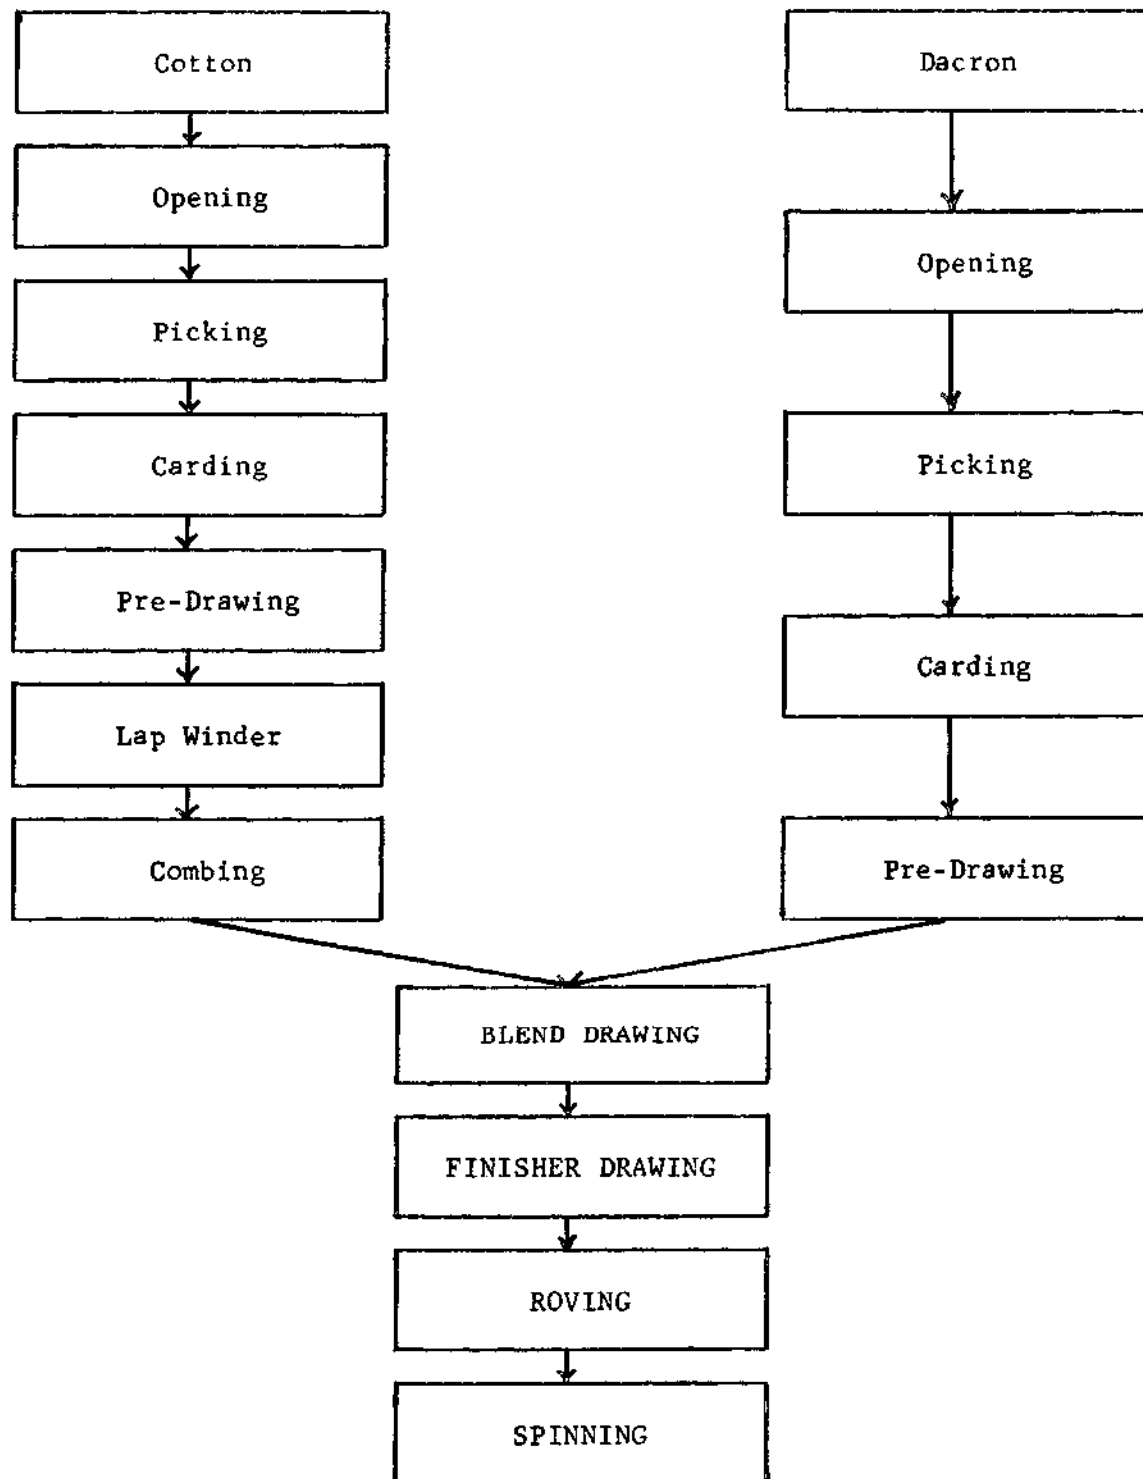 Cotton
Opening
Picking
Carding
Pre-Drawing
Lap Winder
Combing
Dacron
Opening
Picking
Carding
Pre-Drawing
BLEND DRAWING
FINISHER DRAWING
ROVING
SPINNING